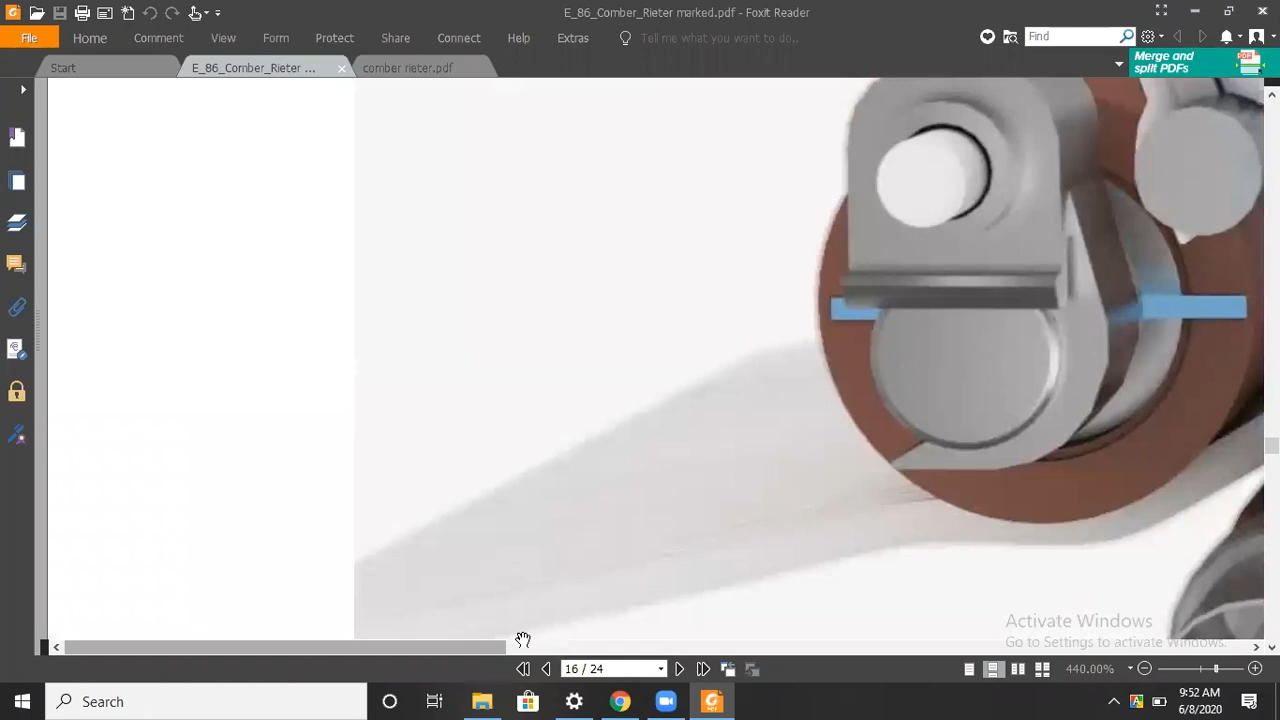 E_86_Comber_Rieter marked.pdf - Foxit Reader
File Home Comment View Form Protect Share Connect Help Extras Tell me what you want to do.. Find
Start E_86_Comber_Rieter ... comber rieter.pdf
Merge and
split PDFs
PDF
Activate Windows
Go to Settings to activate Windows.
16 / 24 440.00%
Search
9:52 AM
6/8/2020